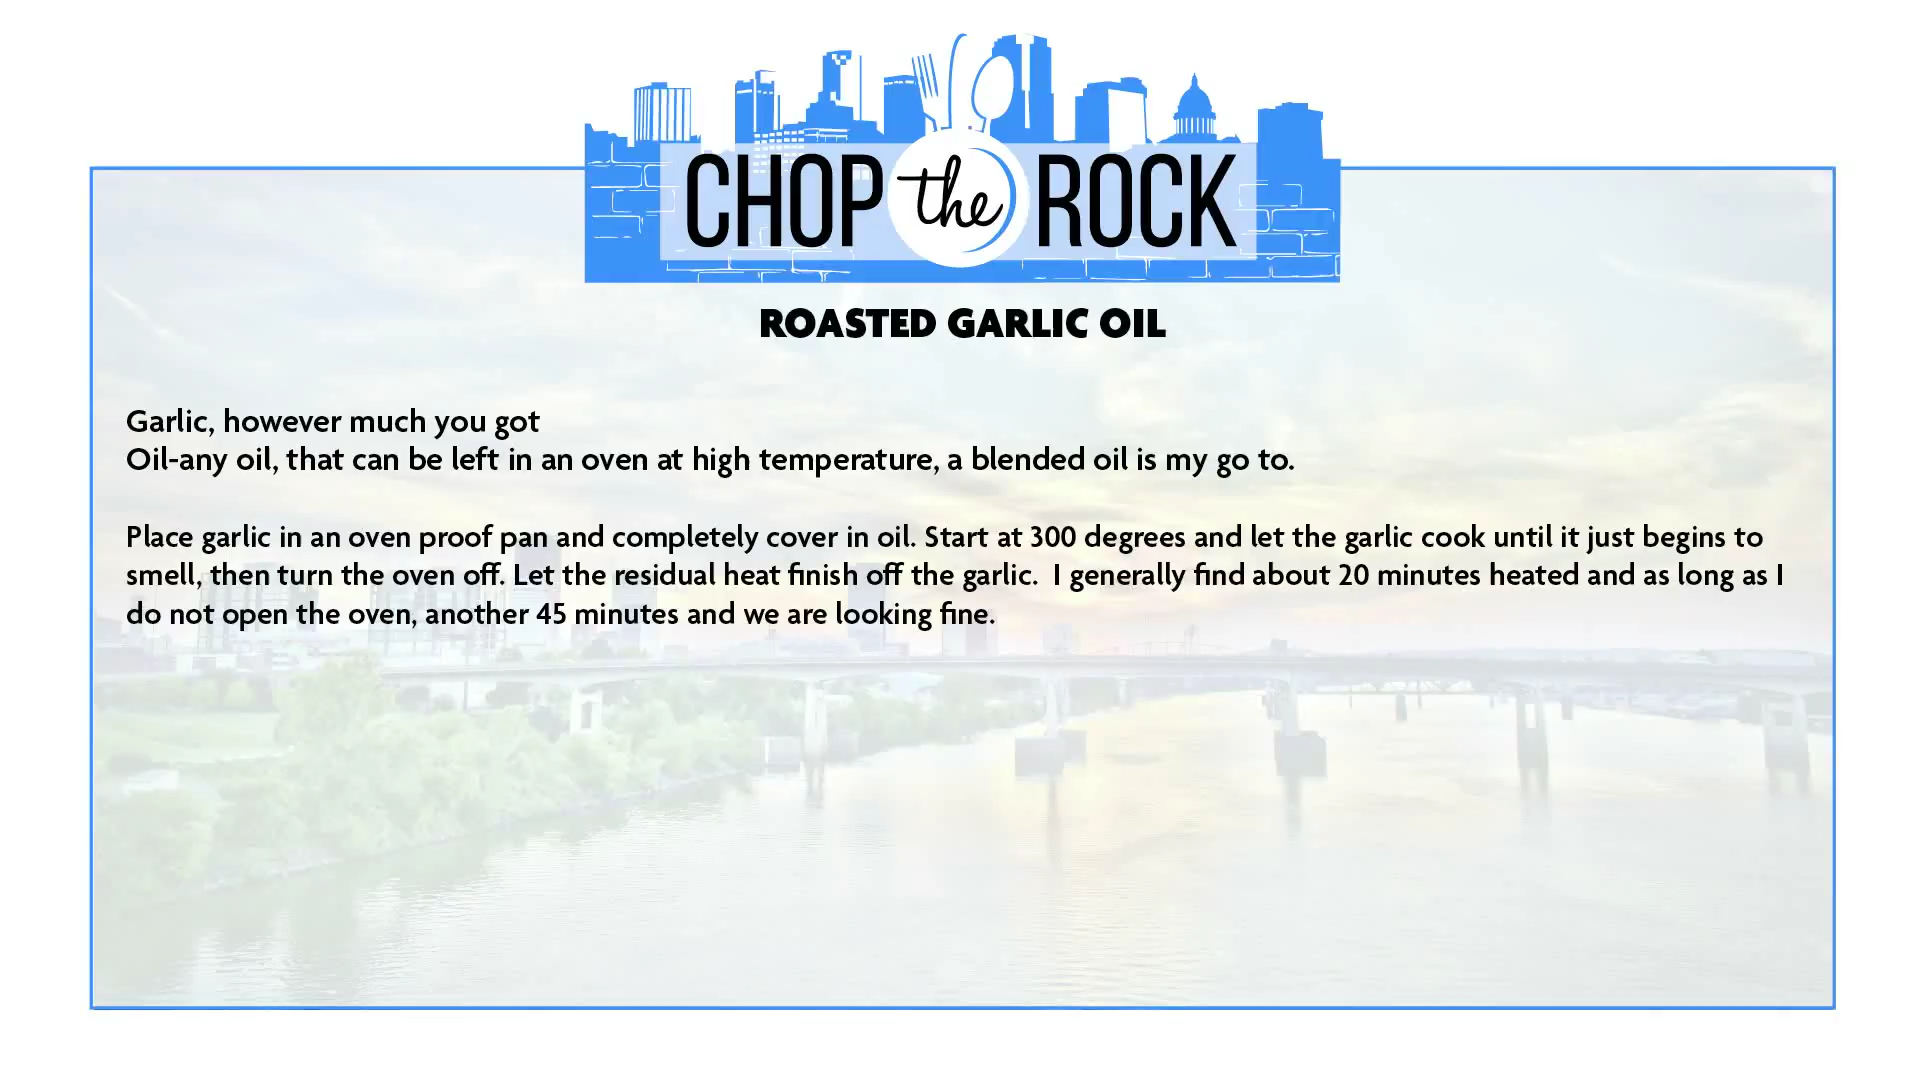 CHOP the ROCK
ROASTED GARLIC OIL
Garlic, however much you got
Oil-any oil, that can be left in an oven at high temperature, a blended oil is my go to.
Place garlic in an oven proof pan and completely cover in oil. Start at 300 degrees and let the garlic cook until it just begins to
smell, then turn the oven off. Let the residual heat finish off the garlic.  I generally find about 20 minutes heated and as long as I
do not open the oven, another 45 minutes and we are looking fine.